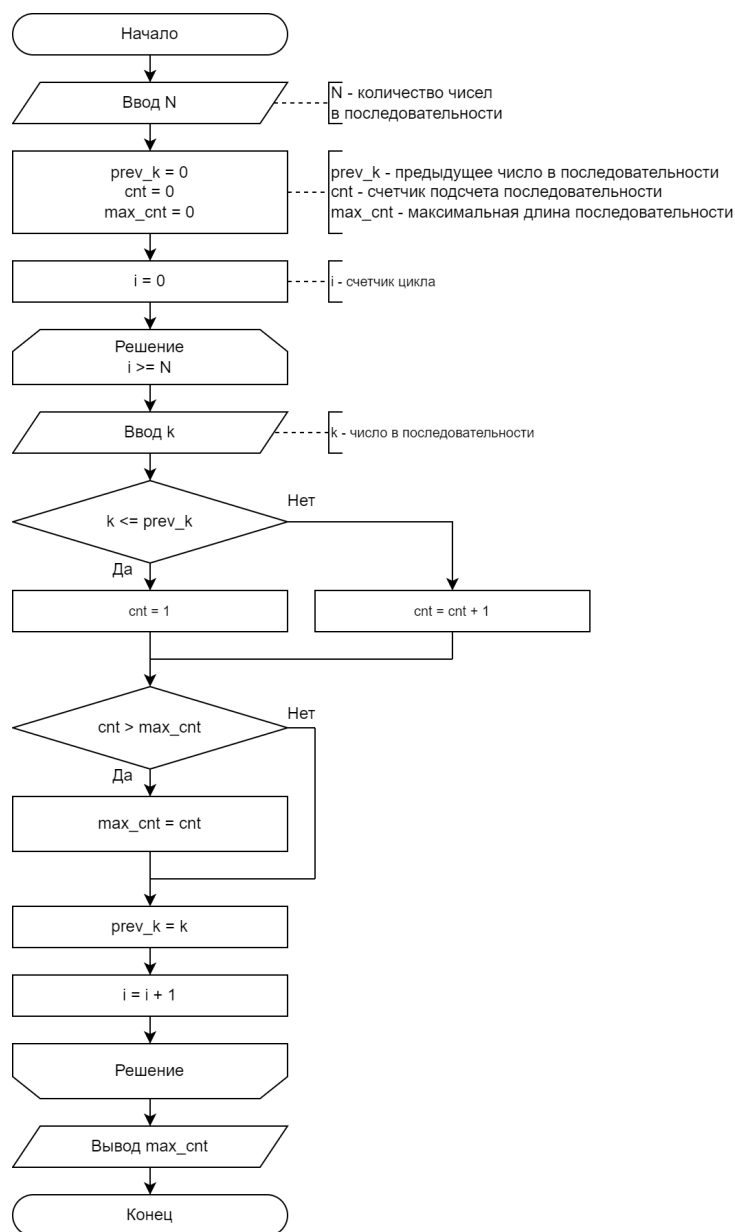 Начало
Ввод N
N - количество чисел
в последовательности
prev_k = 0
cnt = 0
max_cnt = 0
prev_k - предыдущее число в последовательности
cnt - счетчик подсчета последовательности
max_cnt - максимальная длина последовательности
i = 0
i - счетчик цикла
Решение
i >= N
Ввод k
k - число в последовательности
k <= prev_k
Нет
Да
cnt = 1
cnt = cnt + 1
cnt > max_cnt
Нет
Да
max_cnt = cnt
prev_k = k
i = i + 1
Решение
Вывод max_cnt
Конец